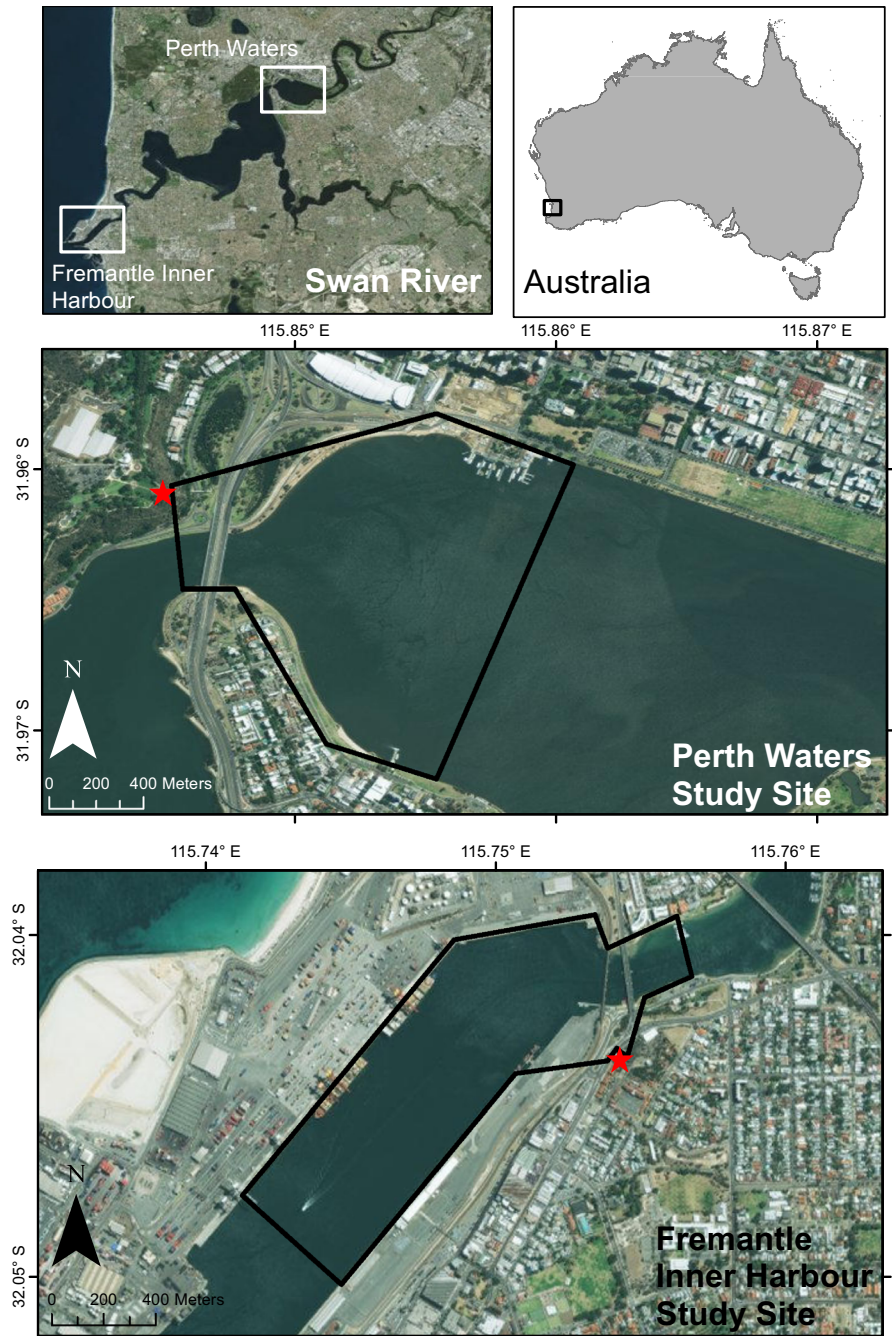 Perth Waters
Fremantle Inner
Harbour
Swan River
Australia
115.85° E
115.86° E
115.87° E
31.96° S
31.97° S
N
0 200 400 Meters
Perth Waters
Study Site
115.74° E
115.75° E
115.76° E
32.04° S
32.05° S
N
0 200 400 Meters
Fremantle
Inner Harbour
Study Site